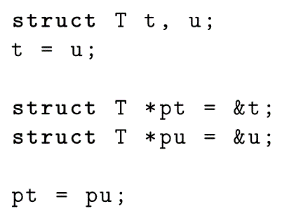 struct T t, u;
t = u;
struct T *pt = &t;
struct T *pu = &u;
pt = pu;